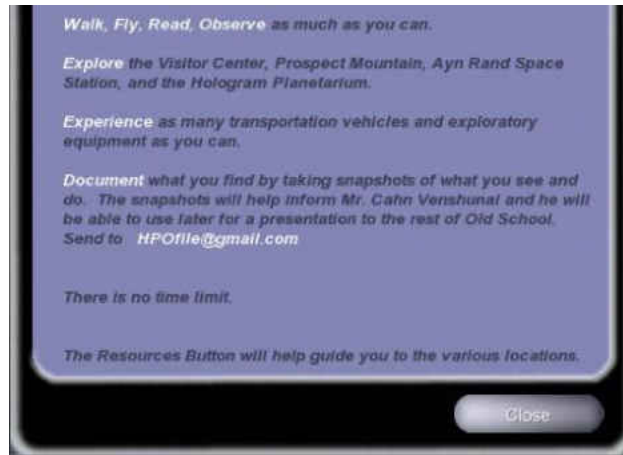 Walk, Fly, Read, Observe as much as you can.
Explore the Visitor Center, Prospect Mountain, Ayn Rand Space
Station, and the Hologram Planetarium.
Experience as many transportation vehicles and exploratory
equipment as you can.
Document what you find by taking snapshots of what you see and
do. The snapshots will help inform Mr. Cahn Venshunal and he will
be able to use later for a presentation to the rest of Old School.
Send to HPOfile@gmail.com
There is no time limit.
The Resources Button will help guide you to the various locations.
Close